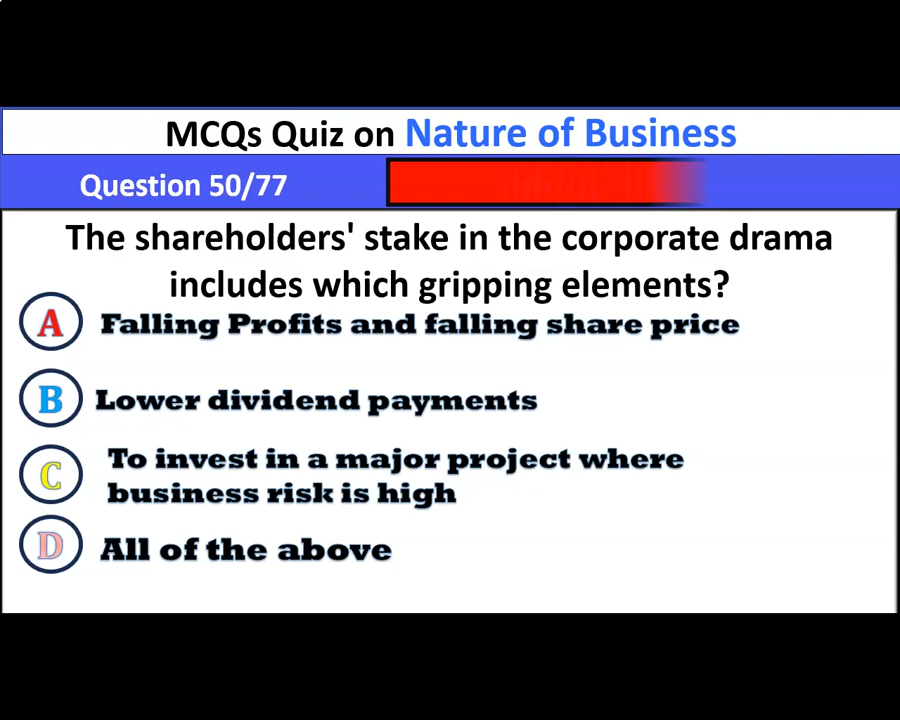 MCQs Quiz on Nature of Business
Question 50/77
The shareholders' stake in the corporate drama
includes which gripping elements?
A Falling Profits and falling share price
B Lower dividend payments
C To invest in a major project where
business risk is high
D All of the above